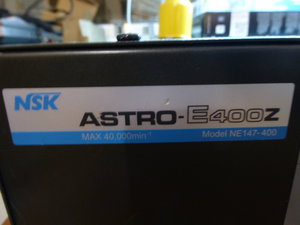 NSK
ASTRO-E400Z
MAX 40,000min⁻¹ Model NE147-400